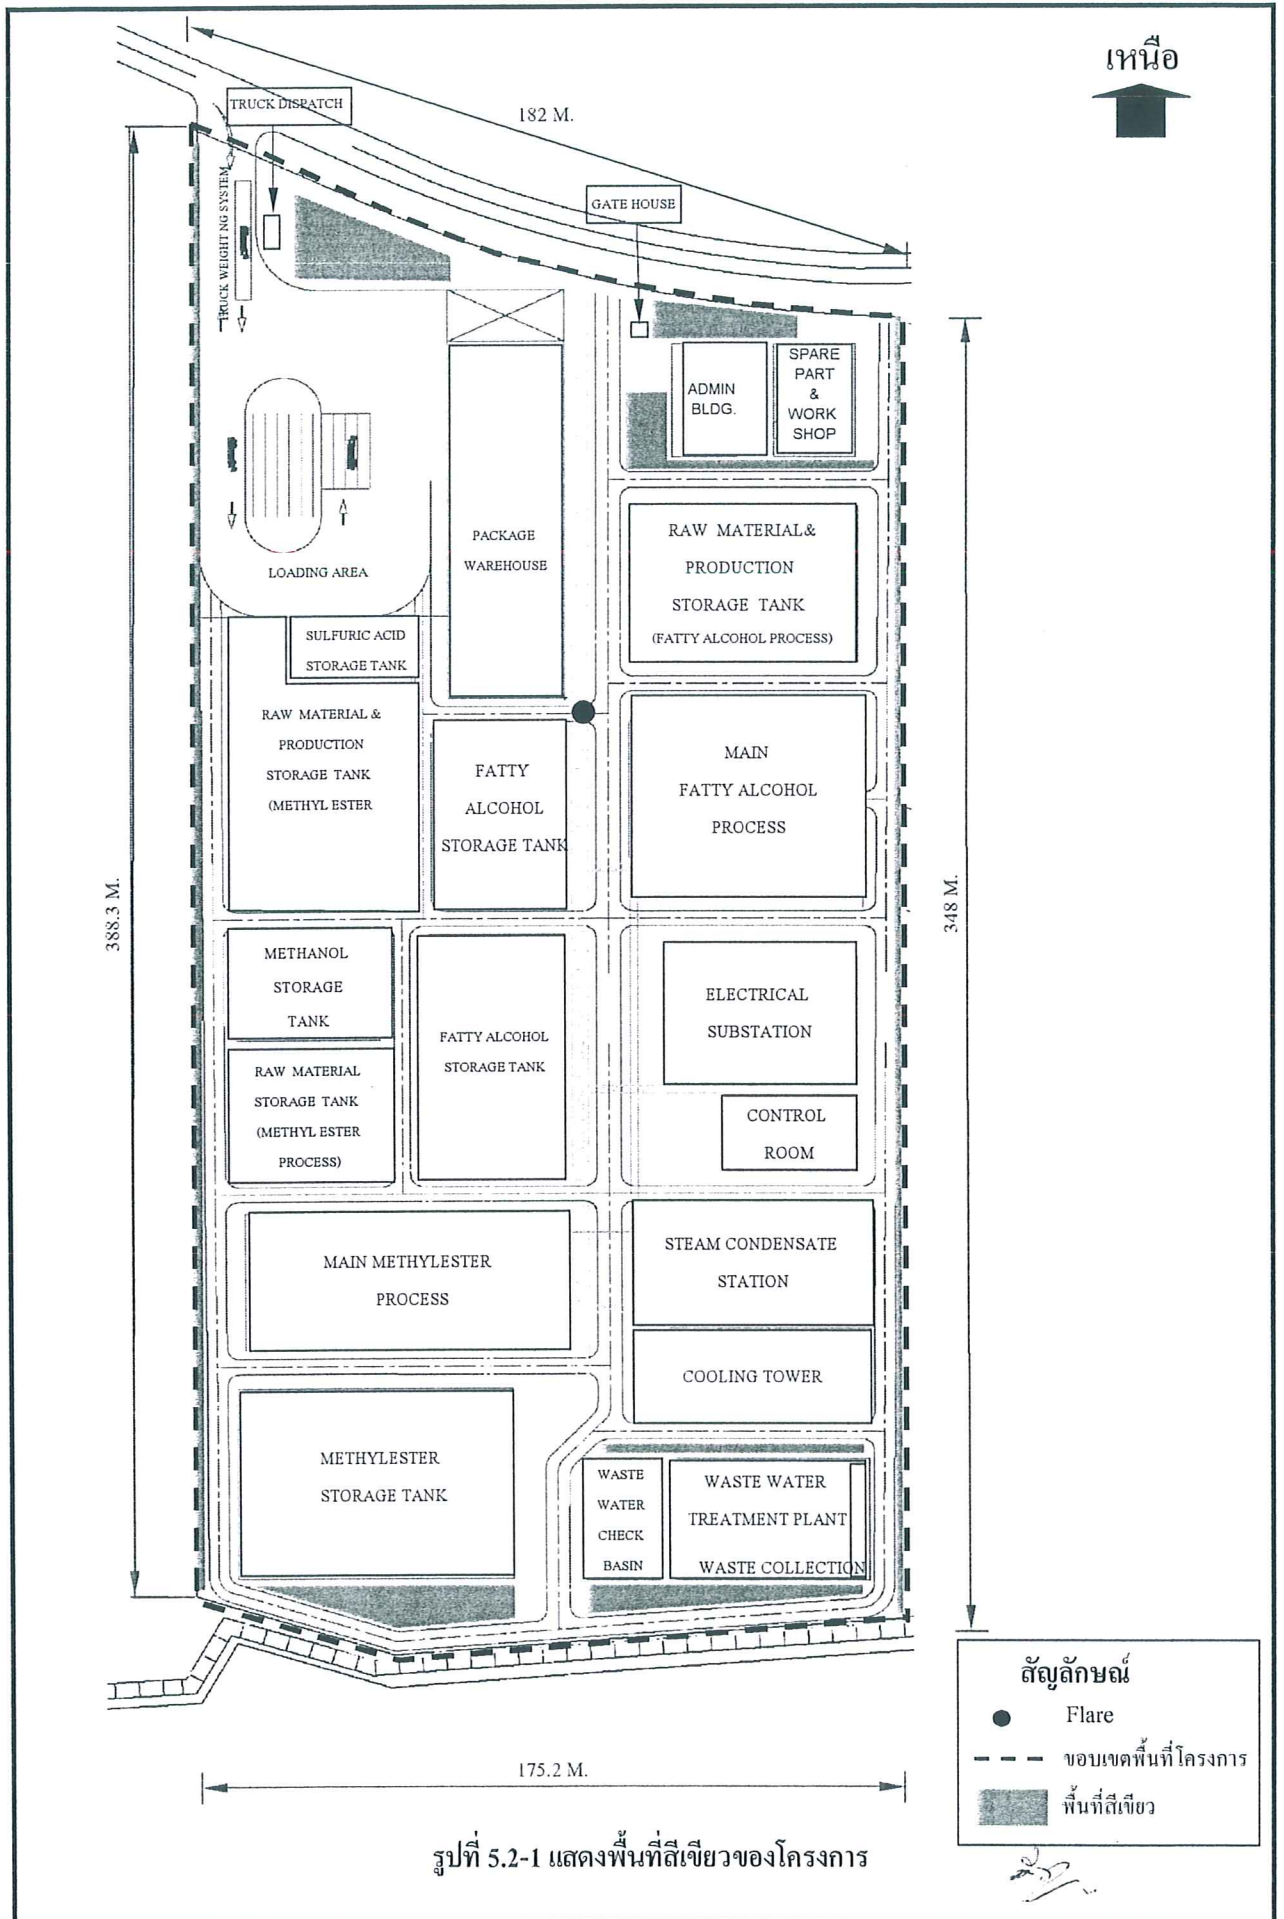 เหนือ
182 M.
TRUCK DISPATCH
GATE HOUSE
TRUCK WEIGHT NG SYSTEM
ADMIN
BLDG.
SPARE
PART
&
WORK
SHOP
PACKAGE
WAREHOUSE
RAW MATERIAL&
PRODUCTION
STORAGE TANK
(FATTY ALCOHOL PROCESS)
LOADING AREA
SULFURIC ACID
STORAGE TANK
RAW MATERIAL &
PRODUCTION
STORAGE TANK
(METHYL ESTER
FATTY
ALCOHOL
STORAGE TANK
MAIN
FATTY ALCOHOL
PROCESS
388.3 M.
348 M.
METHANOL
STORAGE
TANK
RAW MATERIAL
STORAGE TANK
(METHYL ESTER
PROCESS)
FATTY ALCOHOL
STORAGE TANK
ELECTRICAL
SUBSTATION
CONTROL
ROOM
MAIN METHYLESTER
PROCESS
STEAM CONDENSATE
STATION
COOLING TOWER
METHYLESTER
STORAGE TANK
WASTE
WATER
CHECK
BASIN
WASTE WATER
TREATMENT PLANT
WASTE COLLECTION
175.2 M.
สัญลักษณ์
Flare
ขอบเขตพื้นที่โครงการ
พื้นที่สีเขียว
รูปที่ 5.2-1 แสดงพื้นที่สีเขียวของโครงการ